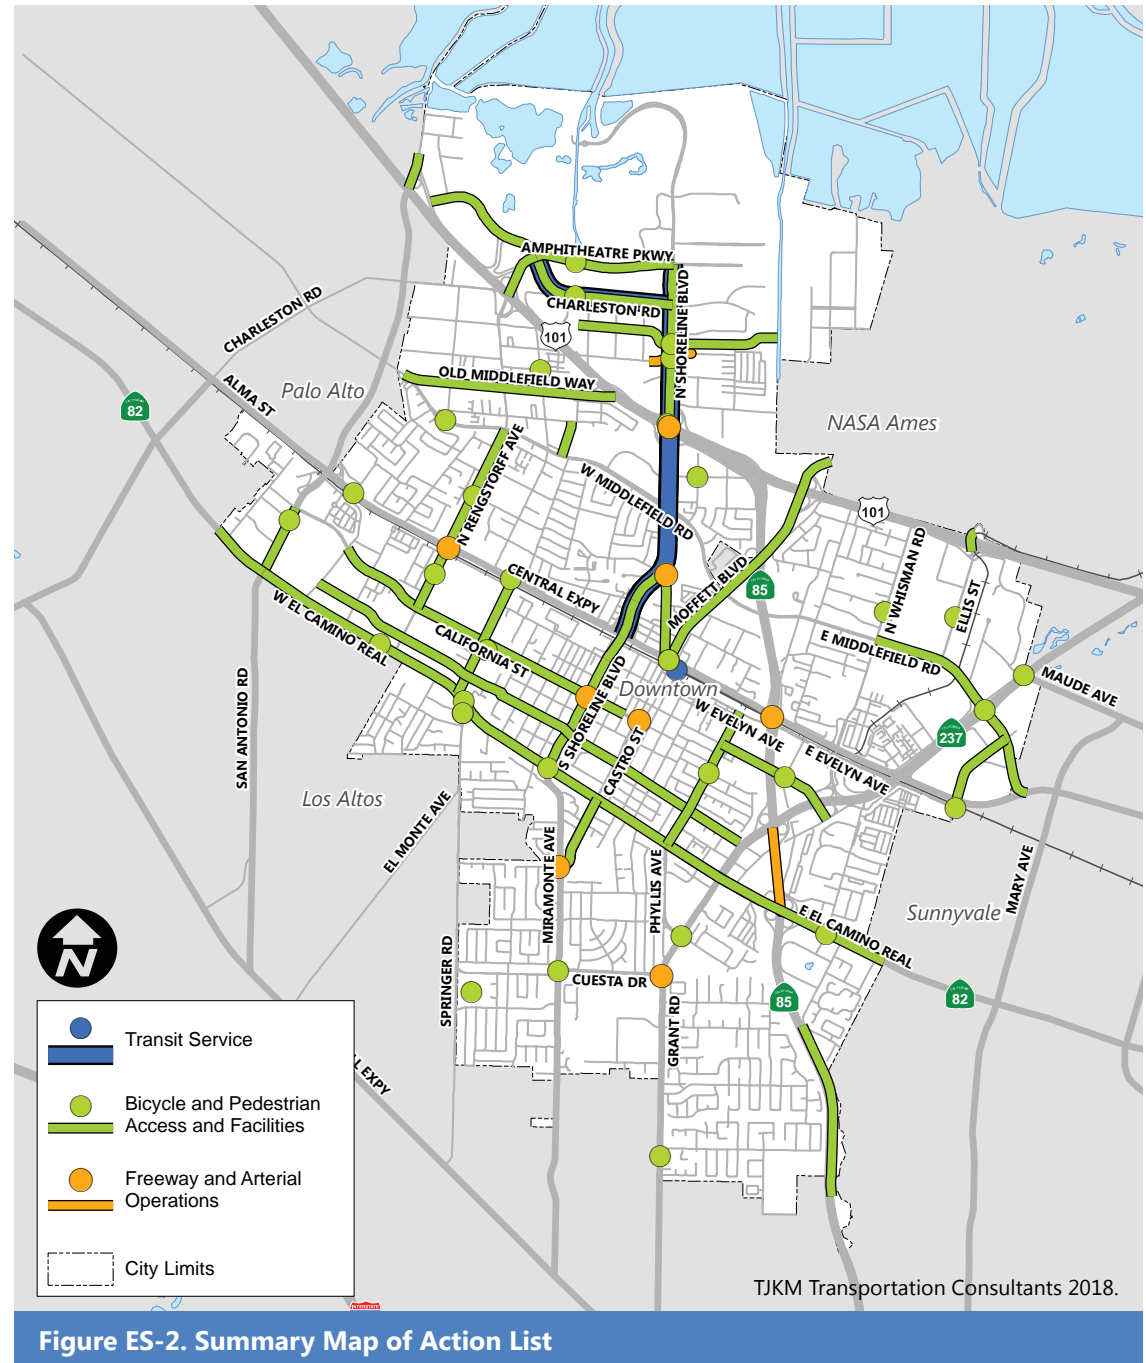 AMPHITHEATRE PKWY
CHARLESTON RD
N SHORELINE BLVD
CHARLESTON RD
101
OLD MIDDLEFIELD WAY
ALMA ST
Palo Alto
82
NASA Ames
N RENGSTORFF AVE
W MIDDLEFIELD RD
101
N WHISMAN RD
CENTRAL EXPY
MOFFETT BLVD
85
ELLIS ST
W EL CAMINO REAL
CALIFORNIA ST
E MIDDLEFIELD RD
MAUDE AVE
SAN ANTONIO RD
S SHORELINE BLVD
Downtown
W EVELYN AVE
237
CASTRO ST
E EVELYN AVE
Los Altos
EL MONTE AVE
MIRAMONTE AVE
PHYLLIS AVE
MARY AVE
Sunnyvale
E EL CAMINO REAL
SPRINGER RD
CUESTA DR
GRANT RD
85
82
N
Transit Service
L EXPY
Bicycle and Pedestrian
Access and Facilities
Freeway and Arterial
Operations
City Limits
INTERSTATE
TJKM Transportation Consultants 2018.
Figure ES-2. Summary Map of Action List